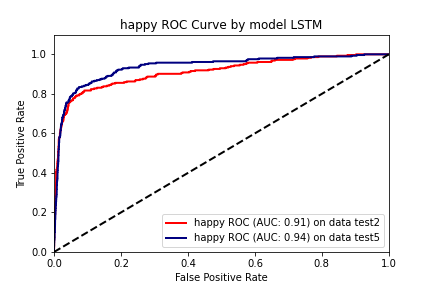 happy ROC Curve by model LSTM
True Positive Rate
1.0
0.8
0.6
0.4
0.2
0.0
happy ROC (AUC: 0.91) on data test2
happy ROC (AUC: 0.94) on data test5
0.0 0.2 0.4 0.6 0.8 1.0
False Positive Rate